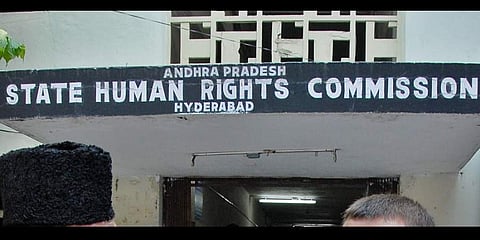 ANDHRA PRADESH
STATE HUMAN RIGHTS COMMISSION
HYDERABAD